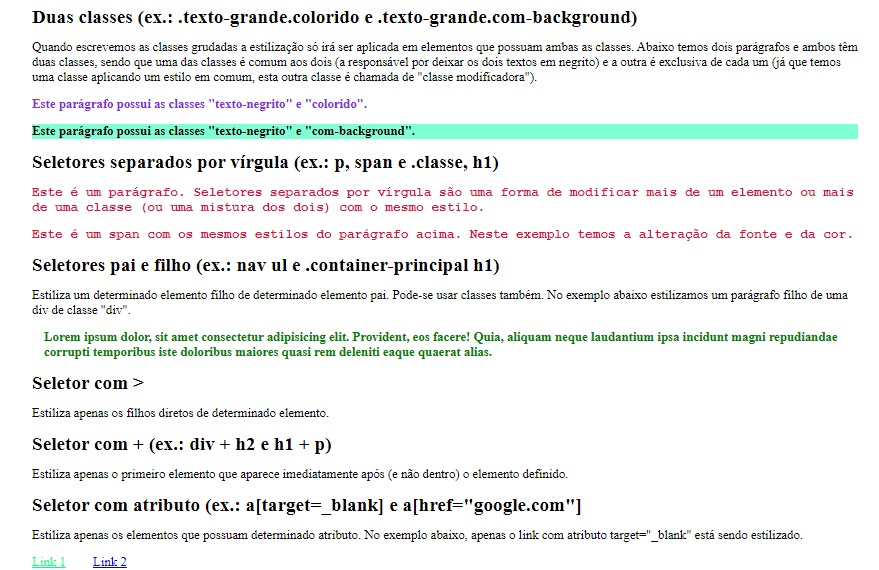 Duas classes (ex.: .texto-grande.colorido e .texto-grande.com-background)
Quando escrevemos as classes grudadas a estilização só irá ser aplicada em elementos que possuam ambas as classes. Abaixo temos dois parágrafos e ambos têm
duas classes, sendo que uma das classes é comum aos dois (a responsável por deixar os dois textos em negrito) e a outra é exclusiva de cada um (já que temos
uma classe aplicando um estilo em comum, esta outra classe é chamada de "classe modificadora").
Este parágrafo possui as classes "texto-negrito" e "colorido".
Este parágrafo possui as classes "texto-negrito" e "com-background".
Seletores separados por vírgula (ex.: p, span e .classe, h1)
Este é um parágrafo. Seletores separados por vírgula são uma forma de modificar mais de um elemento ou mais
de uma classe (ou uma mistura dos dois) com o mesmo estilo.
Este é um span com os mesmos estilos do parágrafo acima. Neste exemplo temos a alteração da fonte e da cor.
Seletores pai e filho (ex.: nav ul e .container-principal h1)
Estiliza um determinado elemento filho de determinado elemento pai. Pode-se usar classes também. No exemplo abaixo estilizamos um parágrafo filho de uma
div de classe "div".
Lorem ipsum dolor, sit amet consectetur adipisicing elit. Provident, eos facere! Quia, aliquam neque laudantium ipsa incidunt magni repudiandae
corrupti temporibus iste doloribus maiores quasi rem deleniti eaque quaerat alias.
Seletor com >
Estiliza apenas os filhos diretos de determinado elemento.
Seletor com + (ex.: div + h2 e h1 + p)
Estiliza apenas o primeiro elemento que aparece imediatamente após (e não dentro) o elemento definido.
Seletor com atributo (ex.: a[target=_blank] e a[href="google.com"]
Estiliza apenas os elementos que possuam determinado atributo. No exemplo abaixo, apenas o link com atributo target="_blank" está sendo estilizado.
Link 1 Link 2